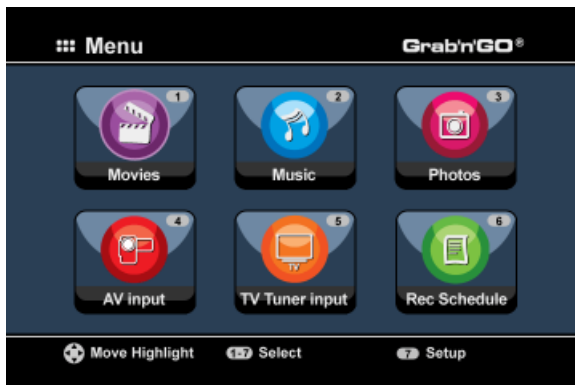 Menu Grab'n'GO®
1 2 3
Movies Music Photos
4 5 6
TV
AV input TV Tuner input Rec Schedule
Move Highlight 1-7 Select 7 Setup